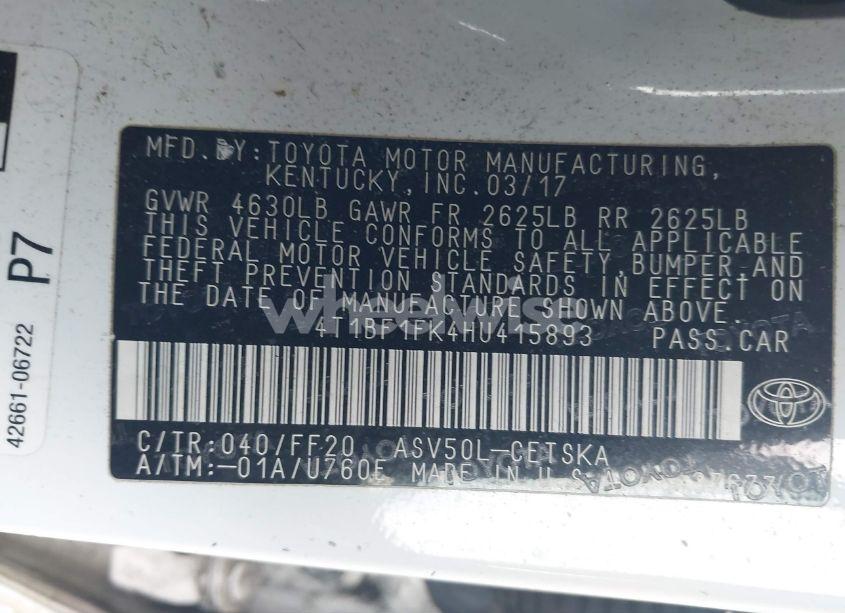 MFD. BY: TOYOTA MOTOR MANUFACTURING,
KENTUCKY, INC. 03/17
GVWR 4630LB GAWR FR 2625LB RR 2625LB
THIS VEHICLE CONFORMS TO ALL APPLICABLE
FEDERAL MOTOR VEHICLE SAFETY, BUMPER, AND
THEFT PREVENTION STANDARDS IN EFFECT ON
THE DATE OF MANUFACTURE SHOWN ABOVE.
4T1BF1FK4HU415893 PASS.CAR
C/TR: 040/FF20 ASV50L-CETSKA
A/TM: -01A/U760E MADE IN U.S.A
P7
42661-06722